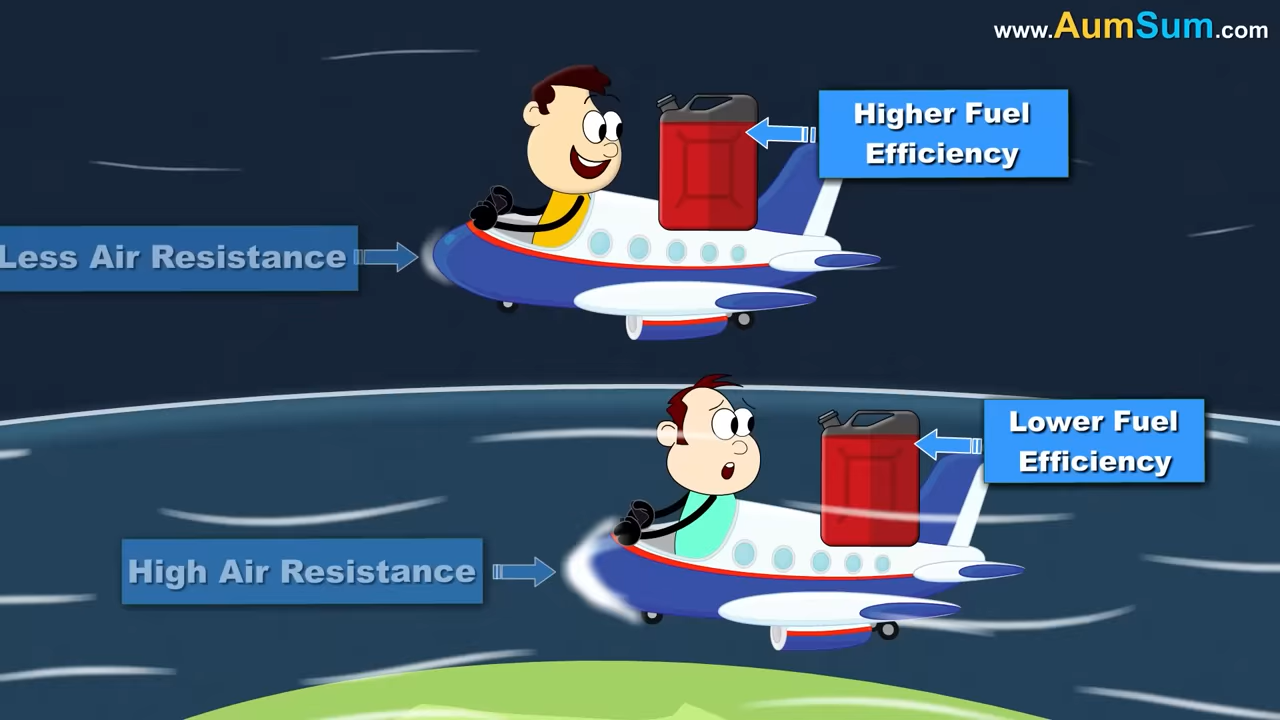 www.AumSum.com
Higher Fuel
Efficiency
Less Air Resistance
Lower Fuel
Efficiency
High Air Resistance